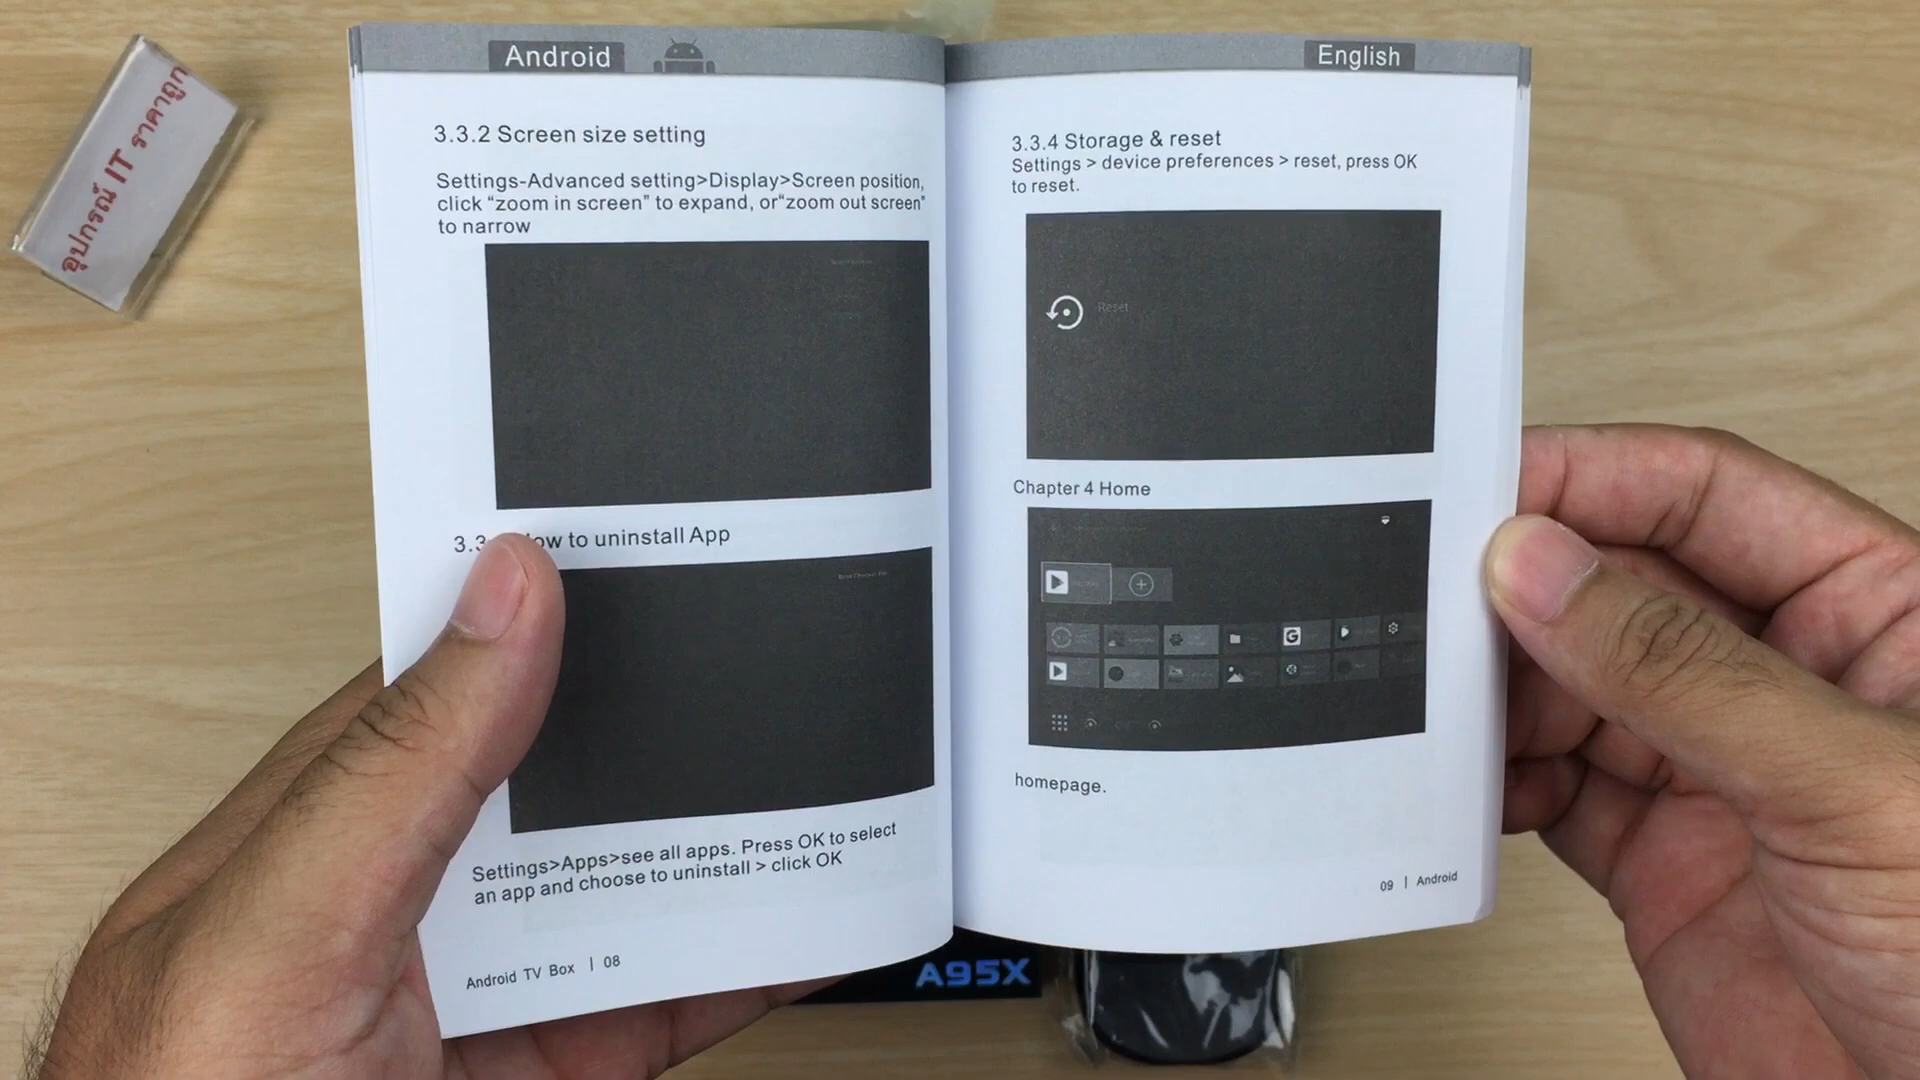 อุปกรณ์ IT ราคาถูก
Android
3.3.2 Screen size setting
Settings-Advanced setting>Display>Screen position,
click “zoom in screen” to expand, or“zoom out screen”
to narrow
3.3 ow to uninstall App
Settings>Apps>see all apps. Press OK to select
an app and choose to uninstall > click OK
Android TV Box | 08
English
3.3.4 Storage & reset
Settings > device preferences > reset, press OK
to reset.
Reset
Chapter 4 Home
G
homepage.
09 | Android
A95X